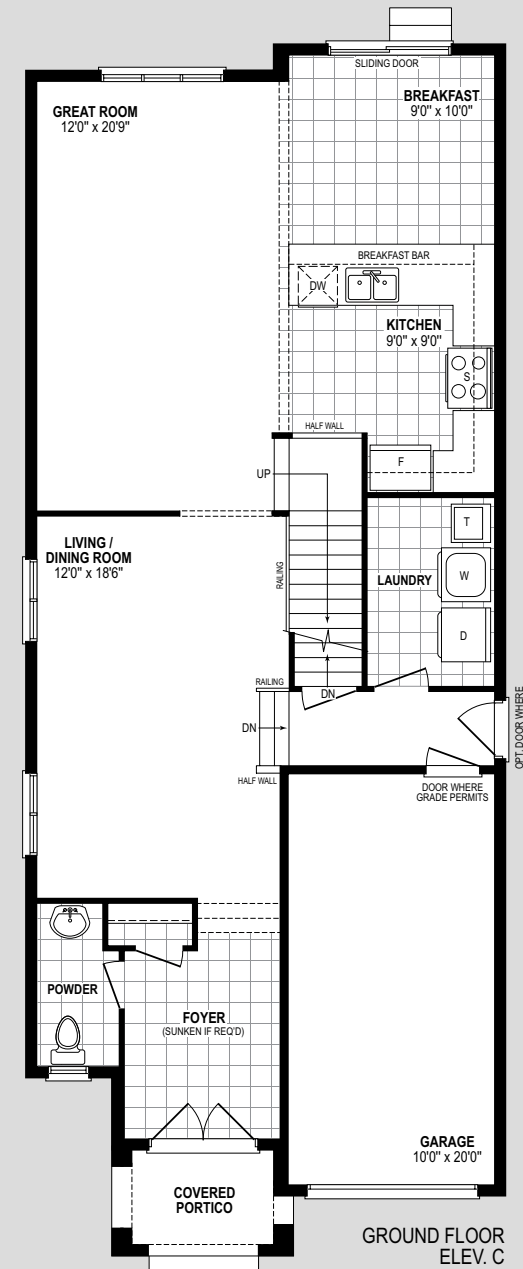 SLIDING DOOR
GREAT ROOM
12'0" x 20'9"
BREAKFAST
9'0" x 10'0"
BREAKFAST BAR
DW
KITCHEN
9'0" x 9'0"
S
HALF WALL
F
UP
T
LIVING /
DINING ROOM
12'0" x 18'6"
RAILING
LAUNDRY
W
D
RAILING
DN
DN
OPT. DOOR WHERE
HALF WALL
DOOR WHERE
GRADE PERMITS
POWDER
FOYER
(SUNKEN IF REQ'D)
GARAGE
10'0" x 20'0"
COVERED
PORTICO
GROUND FLOOR
ELEV. C